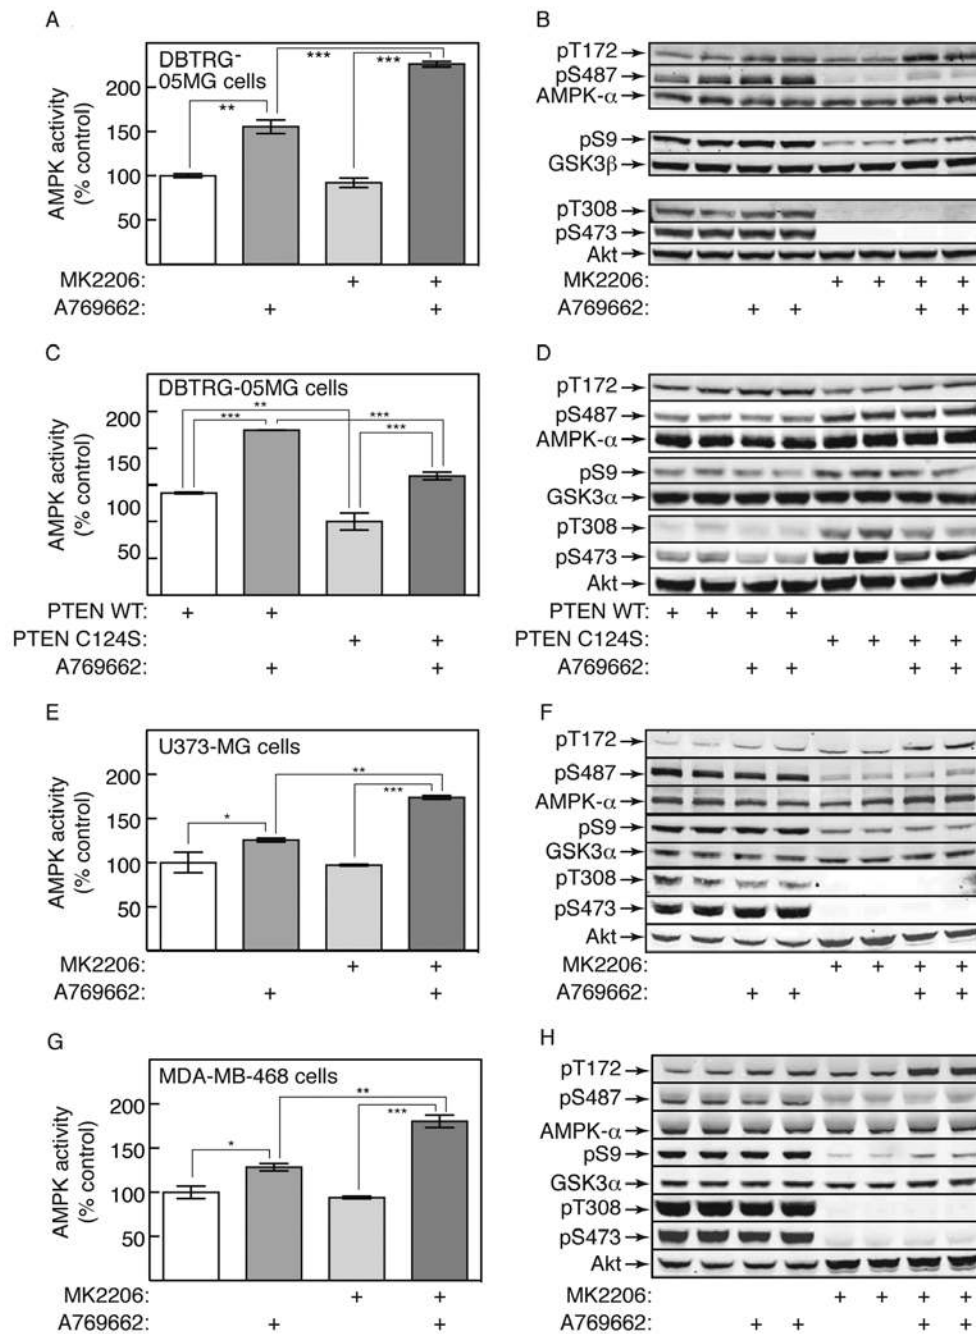 A
DBTRG-
05MG cells
***
***
**
AMPK activity
(% control)
200
150
100
50
MK2206: + +
A769662: + +
B
pT172
pS487
AMPK-α
pS9
GSK3β
pT308
pS473
Akt
MK2206: + + + +
A769662: + + + +
C
DBTRG-05MG cells
**
***
***
***
AMPK activity
(% control)
200
150
100
50
PTEN WT: + +
PTEN C124S: + +
A769662: + +
D
pT172
pS487
AMPK-α
pS9
GSK3α
pT308
pS473
Akt
PTEN WT: + + + +
PTEN C124S: + + + +
A769662: + + + +
E
U373-MG cells
**
***
*
AMPK activity
(% control)
200
150
100
50
MK2206: + +
A769662: + +
F
pT172
pS487
AMPK-α
pS9
GSK3α
pT308
pS473
Akt
MK2206: + + + +
A769662: + + + +
G
MDA-MB-468 cells
**
***
*
AMPK activity
(% control)
200
150
100
50
MK2206: + +
A769662: + +
H
pT172
pS487
AMPK-α
pS9
GSK3α
pT308
pS473
Akt
MK2206: + + + +
A769662: + + + +